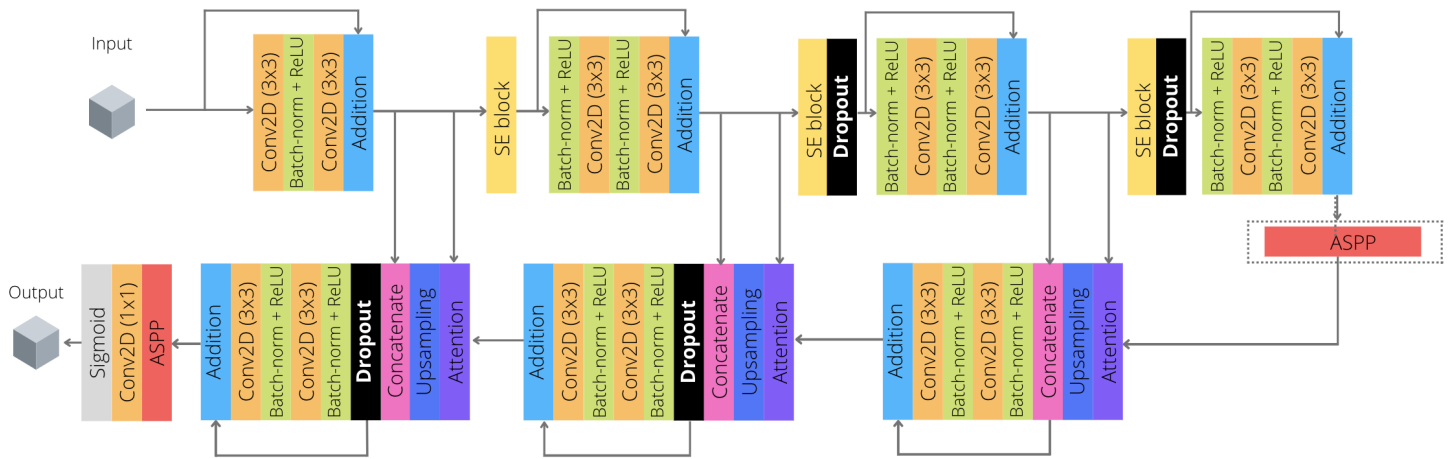 Input
Conv2D (3x3)
Batch-norm + ReLU
Conv2D (3x3)
Addition
SE block
Batch-norm + ReLU
Conv2D (3x3)
Batch-norm + ReLU
Conv2D (3x3)
Addition
SE block
Dropout
Batch-norm + ReLU
Conv2D (3x3)
Batch-norm + ReLU
Conv2D (3x3)
Addition
SE block
Dropout
Batch-norm + ReLU
Conv2D (3x3)
Batch-norm + ReLU
Conv2D (3x3)
Addition
ASPP
Output
Sigmoid
Conv2D (1x1)
ASPP
Addition
Conv2D (3x3)
Batch-norm + ReLU
Conv2D (3x3)
Batch-norm + ReLU
Dropout
Concatenate
Upsampling
Attention
Addition
Conv2D (3x3)
Batch-norm + ReLU
Conv2D (3x3)
Batch-norm + ReLU
Dropout
Concatenate
Upsampling
Attention
Addition
Conv2D (3x3)
Batch-norm + ReLU
Conv2D (3x3)
Batch-norm + ReLU
Concatenate
Upsampling
Attention